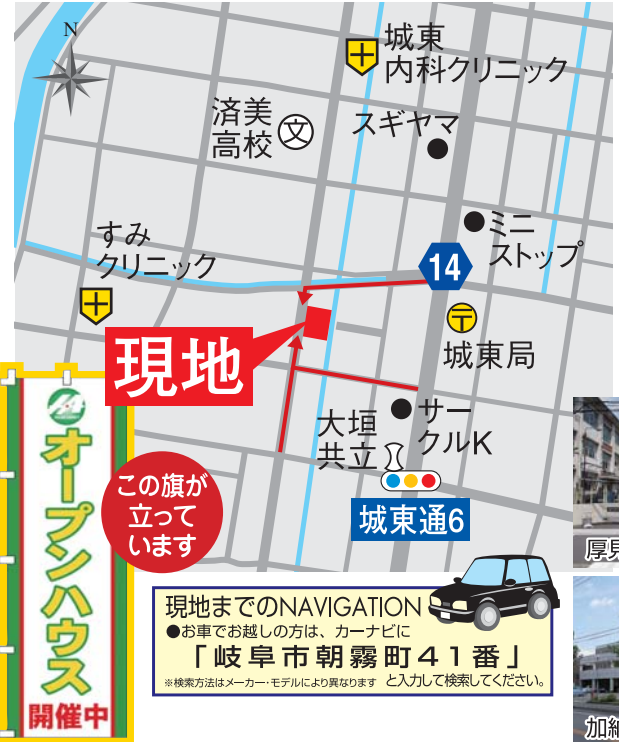 N
城東
内科クリニック
済美
高校
文
スギヤマ
ミニ
ストップ
すみ
クリニック
14
〒
城東局
現地
大垣
共立
サー
クルK
城東通6
オープンハウス
開催中
この旗が
立って
います
現地までのNAVIGATION
●お車でお越しの方は、カーナビに
「岐阜市朝霧町41番」
※検索方法はメーカー・モデルにより異なります と入力して検索してください。
厚見
加納